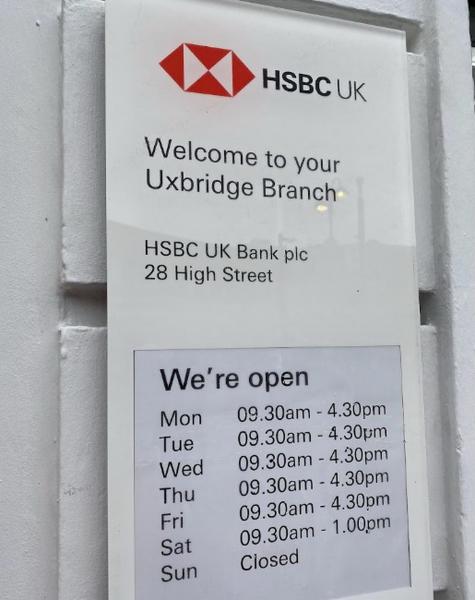 HSBC UK
Welcome to your
Uxbridge Branch
HSBC UK Bank plc
28 High Street
We're open
Mon 09.30am - 4.30pm
Tue 09.30am - 4.30pm
Wed 09.30am - 4.30pm
Thu 09.30am - 4.30pm
Fri 09.30am - 4.30pm
Sat 09.30am - 1.00pm
Sun Closed